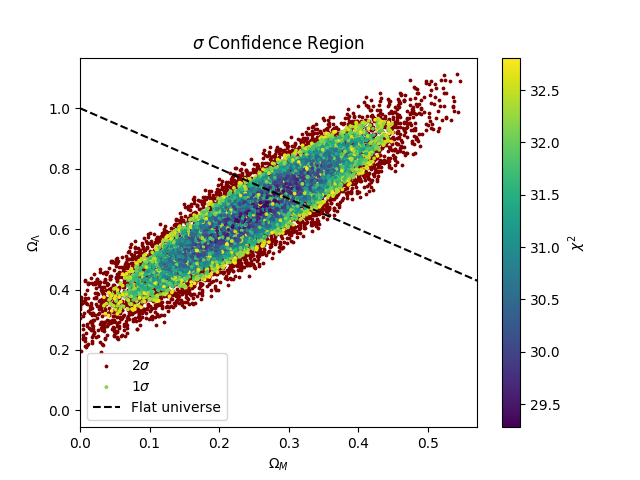 σ Confidence Region
1.0
0.8
0.6
0.4
0.2
0.0
Ω_Λ
2σ
1σ
Flat universe
0.0 0.1 0.2 0.3 0.4 0.5
Ω_M
32.5
32.0
31.5
31.0
30.5
30.0
29.5
χ²